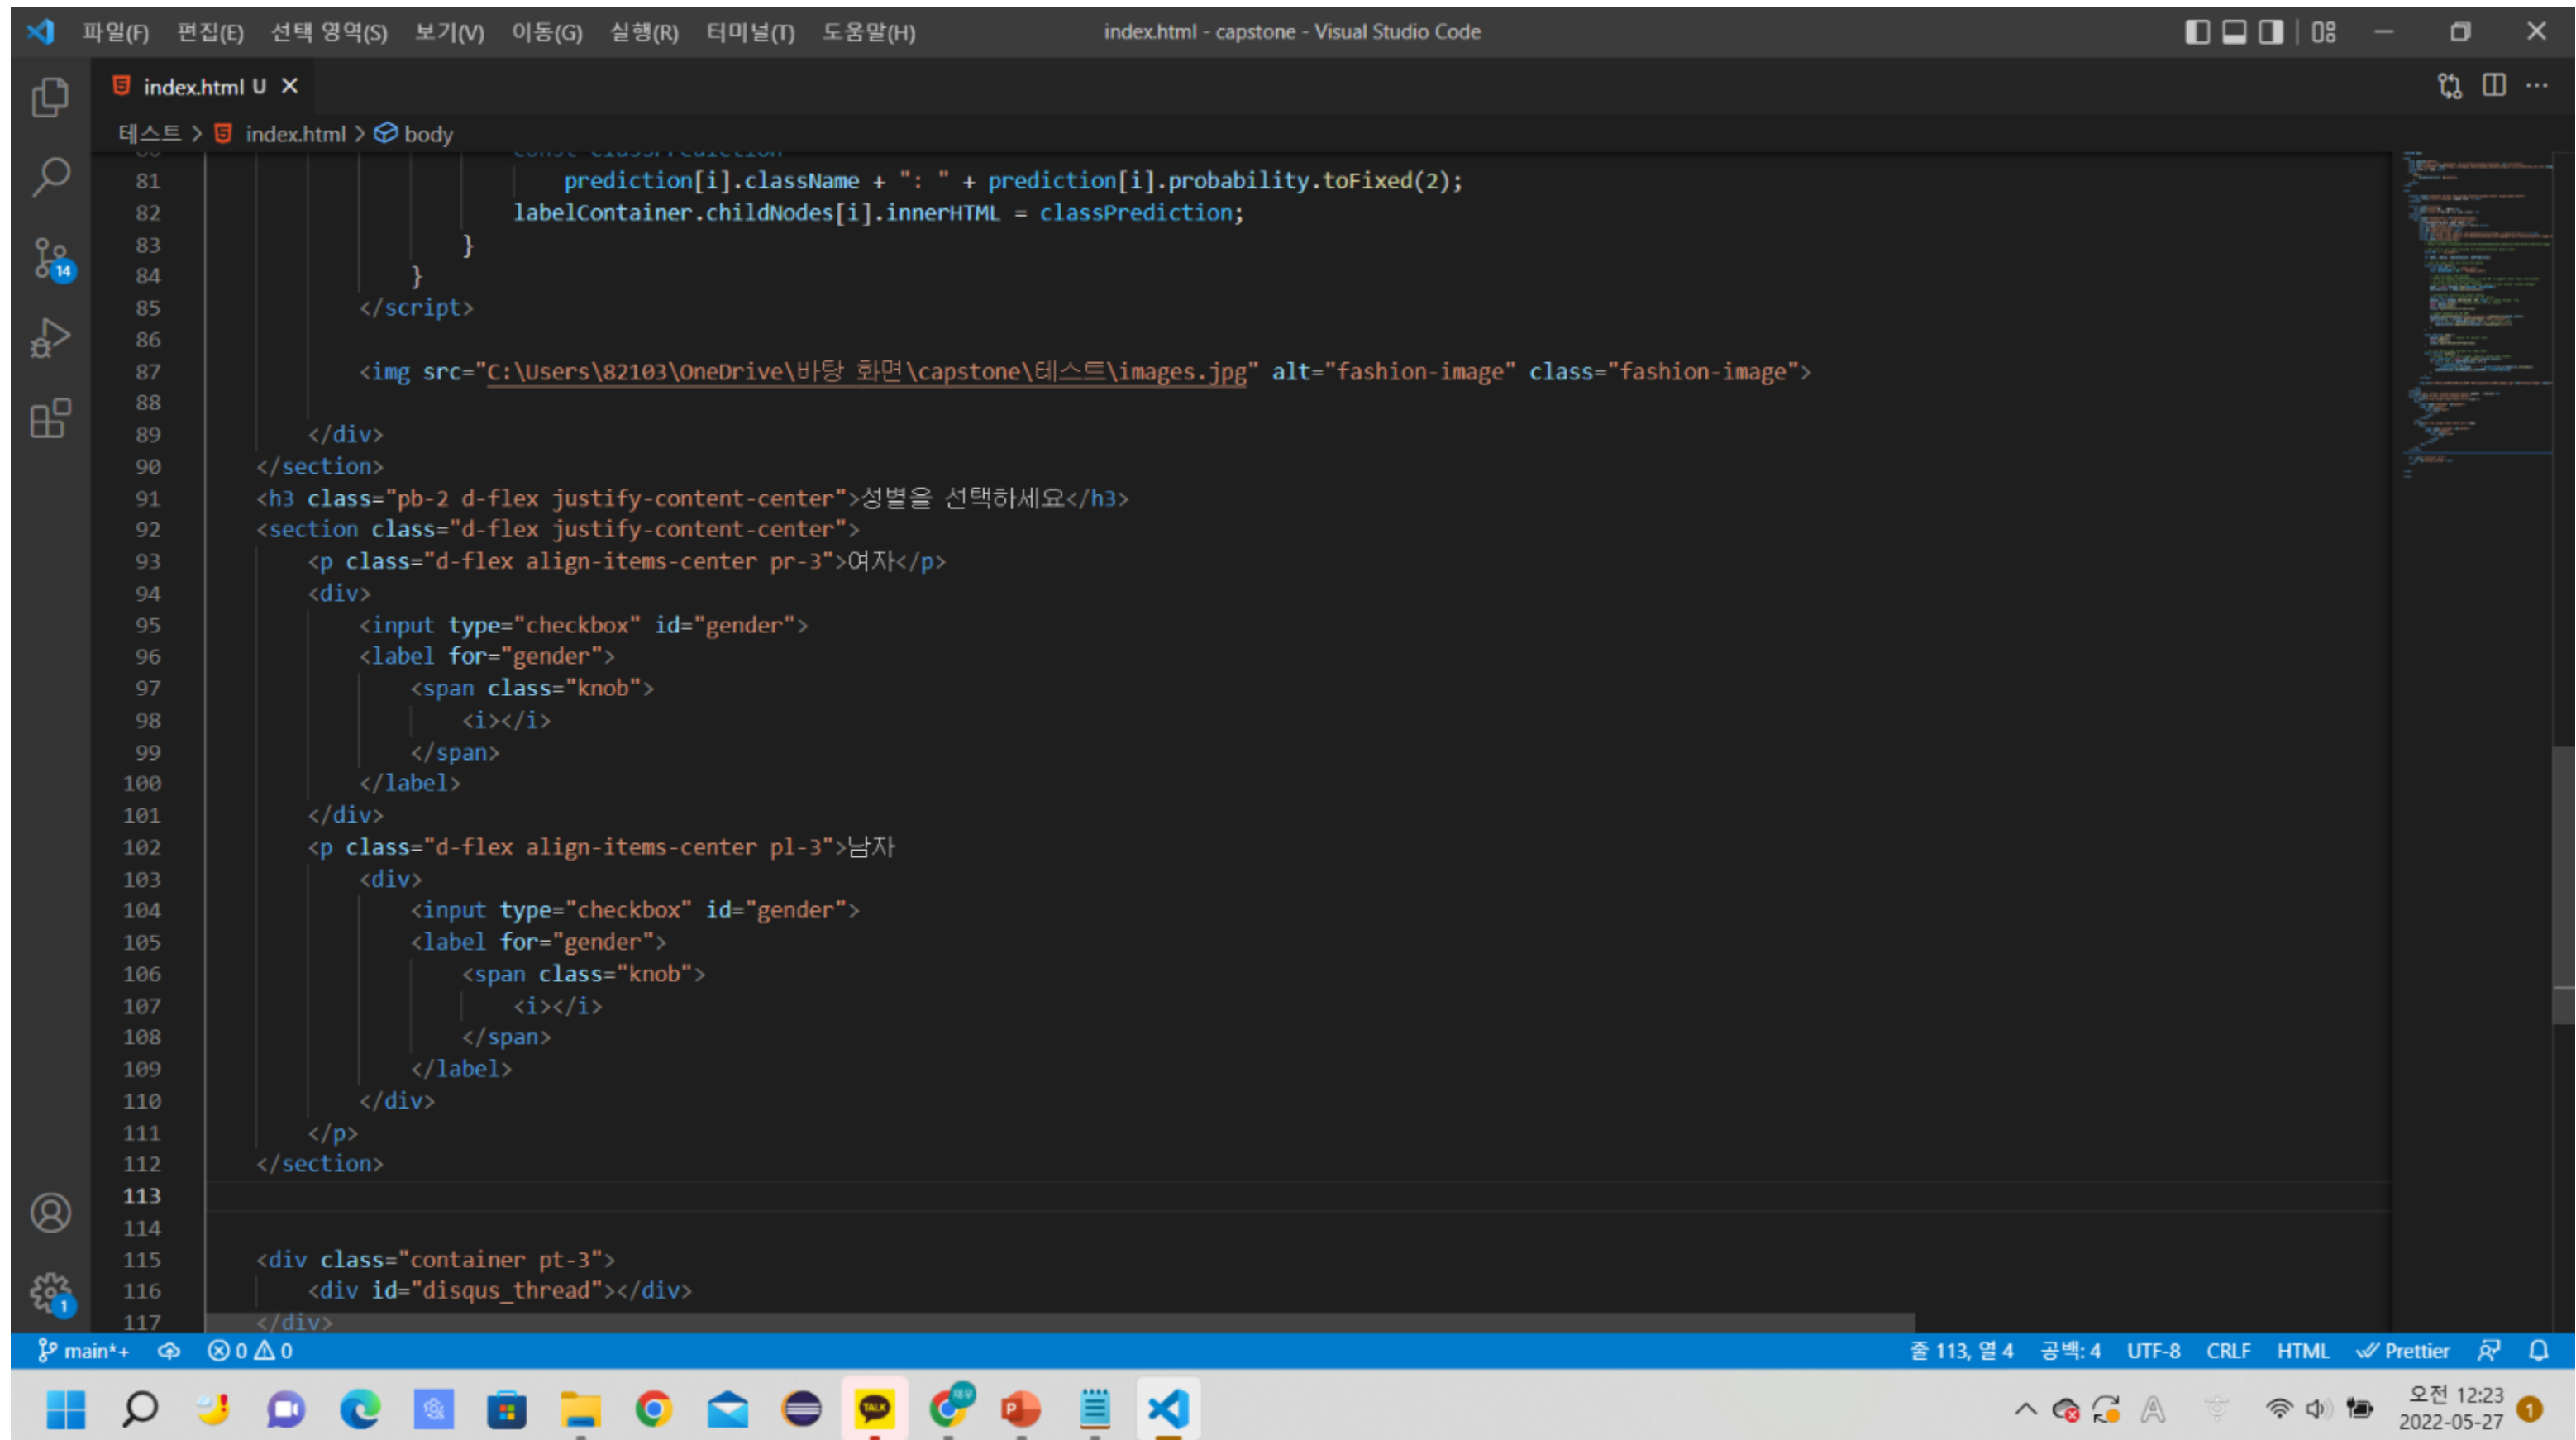 파일(F) 편집(E) 선택 영역(S) 보기(V) 이동(G) 실행(R) 터미널(T) 도움말(H) index.html - capstone - Visual Studio Code
index.html U
테스트 > index.html > body
81 prediction[i].className + ": " + prediction[i].probability.toFixed(2);
82 labelContainer.childNodes[i].innerHTML = classPrediction;
83 }
84 }
85 </script>
86
87 <img src="C:\Users\82103\OneDrive\바탕 화면\capstone\테스트\images.jpg" alt="fashion-image" class="fashion-image">
88
89 </div>
90 </section>
91 <h3 class="pb-2 d-flex justify-content-center">성별을 선택하세요</h3>
92 <section class="d-flex justify-content-center">
93 <p class="d-flex align-items-center pr-3">여자</p>
94 <div>
95 <input type="checkbox" id="gender">
96 <label for="gender">
97 <span class="knob">
98 <i></i>
99 </span>
100 </label>
101 </div>
102 <p class="d-flex align-items-center pl-3">남자
103 <div>
104 <input type="checkbox" id="gender">
105 <label for="gender">
106 <span class="knob">
107 <i></i>
108 </span>
109 </label>
110 </div>
111 </p>
112 </section>
113
114
115 <div class="container pt-3">
116 <div id="disqus_thread"></div>
117 </div>
14
1
main*+ 0 0 줄 113, 열 4 공백: 4 UTF-8 CRLF HTML Prettier
TALK
재우
오전 12:23
2022-05-27
1